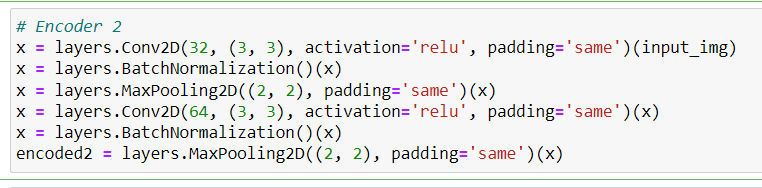 # Encoder 2
x = layers.Conv2D(32, (3, 3), activation='relu', padding='same')(input_img)
x = layers.BatchNormalization()(x)
x = layers.MaxPooling2D((2, 2), padding='same')(x)
x = layers.Conv2D(64, (3, 3), activation='relu', padding='same')(x)
x = layers.BatchNormalization()(x)
encoded2 = layers.MaxPooling2D((2, 2), padding='same')(x)